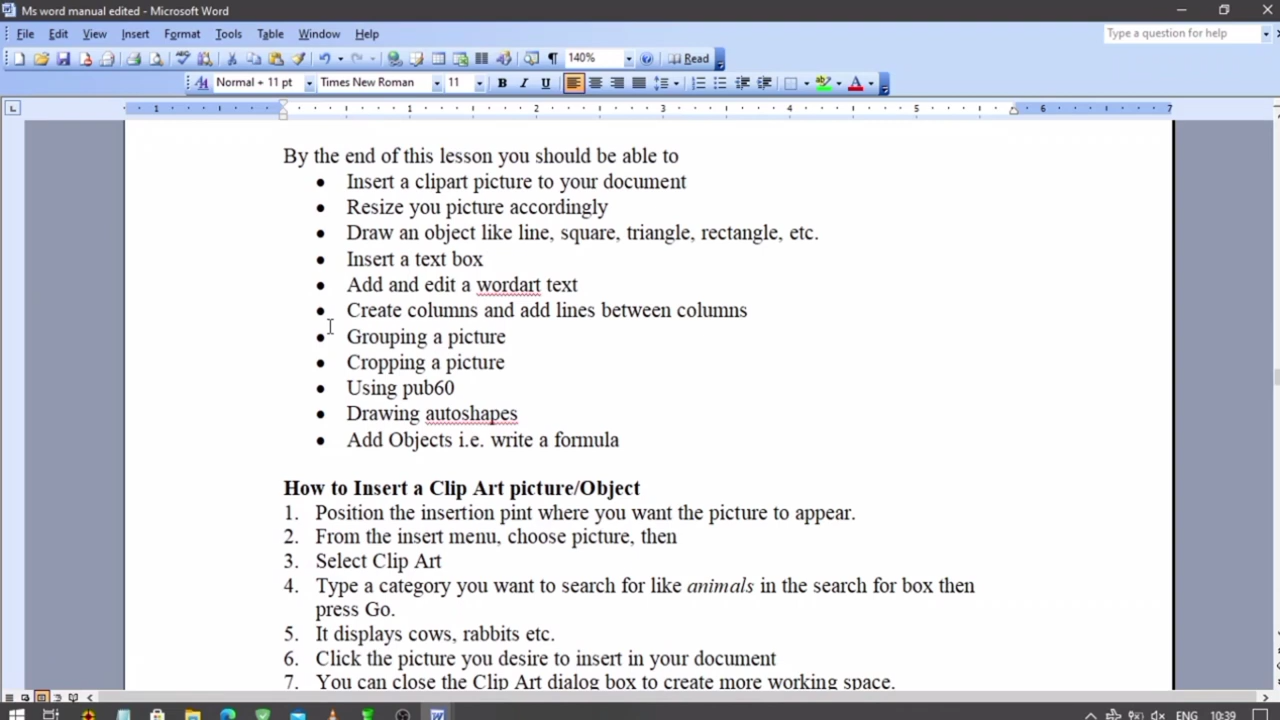 Ms word manual edited - Microsoft Word
File Edit View Insert Format Tools Table Window Help
Type a question for help
140%
Read
Normal + 11 pt
Times New Roman
11
B I U
1 1 2 3 4 5 6 7
By the end of this lesson you should be able to
• Insert a clipart picture to your document
• Resize you picture accordingly
• Draw an object like line, square, triangle, rectangle, etc.
• Insert a text box
• Add and edit a wordart text
• Create columns and add lines between columns
• Grouping a picture
• Cropping a picture
• Using pub60
• Drawing autoshapes
• Add Objects i.e. write a formula
How to Insert a Clip Art picture/Object
1. Position the insertion pint where you want the picture to appear.
2. From the insert menu, choose picture, then
3. Select Clip Art
4. Type a category you want to search for like animals in the search for box then
press Go.
5. It displays cows, rabbits etc.
6. Click the picture you desire to insert in your document
7. You can close the Clip Art dialog box to create more working space.
ENG 10:39